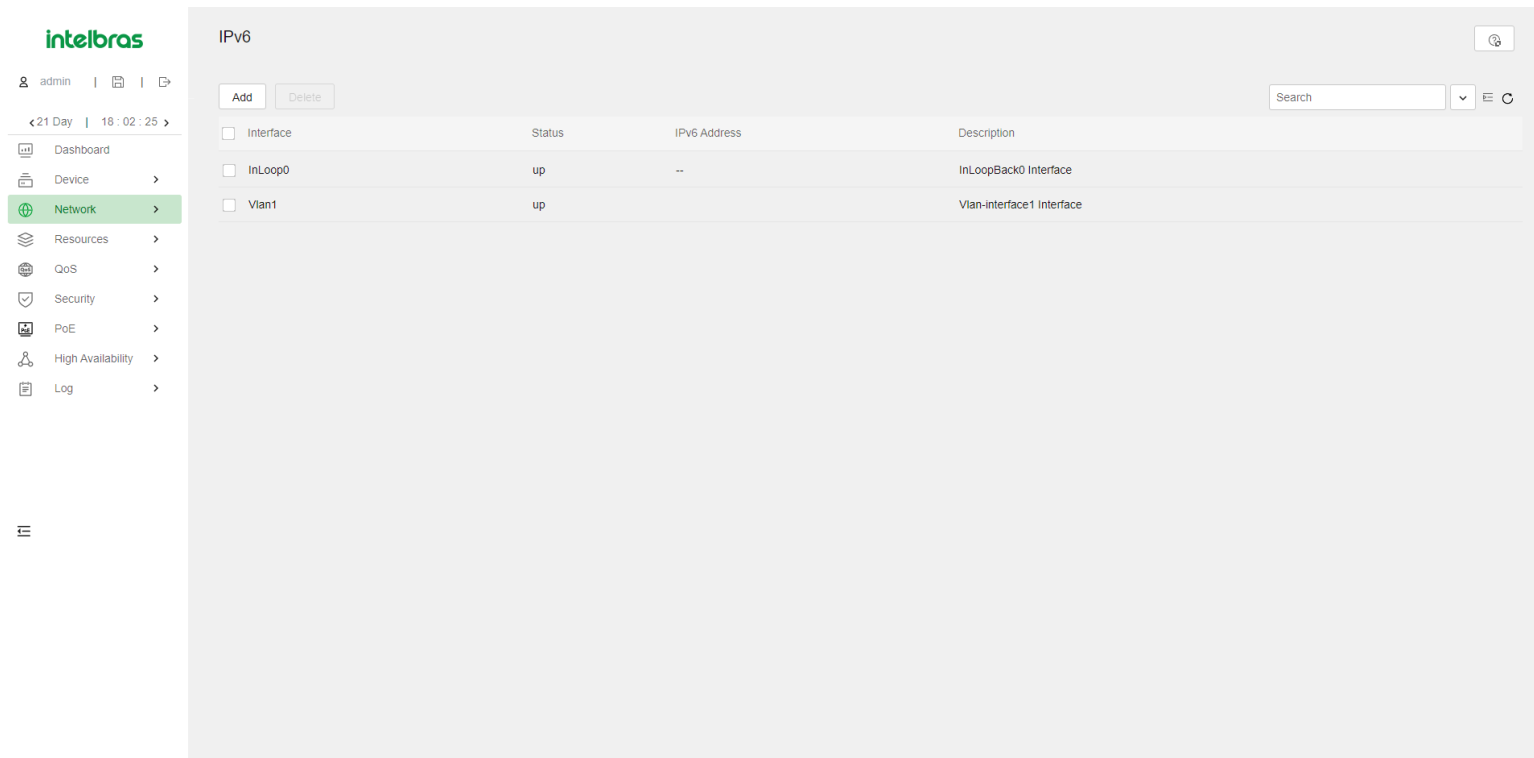 intelbras
admin | |
21 Day | 18 : 02 : 25
Dashboard
Device
Network
Resources
QoS
Security
PoE
High Availability
Log
IPv6
Add Delete Search
Interface Status IPv6 Address Description
InLoop0 up -- InLoopBack0 Interface
Vlan1 up Vlan-interface1 Interface